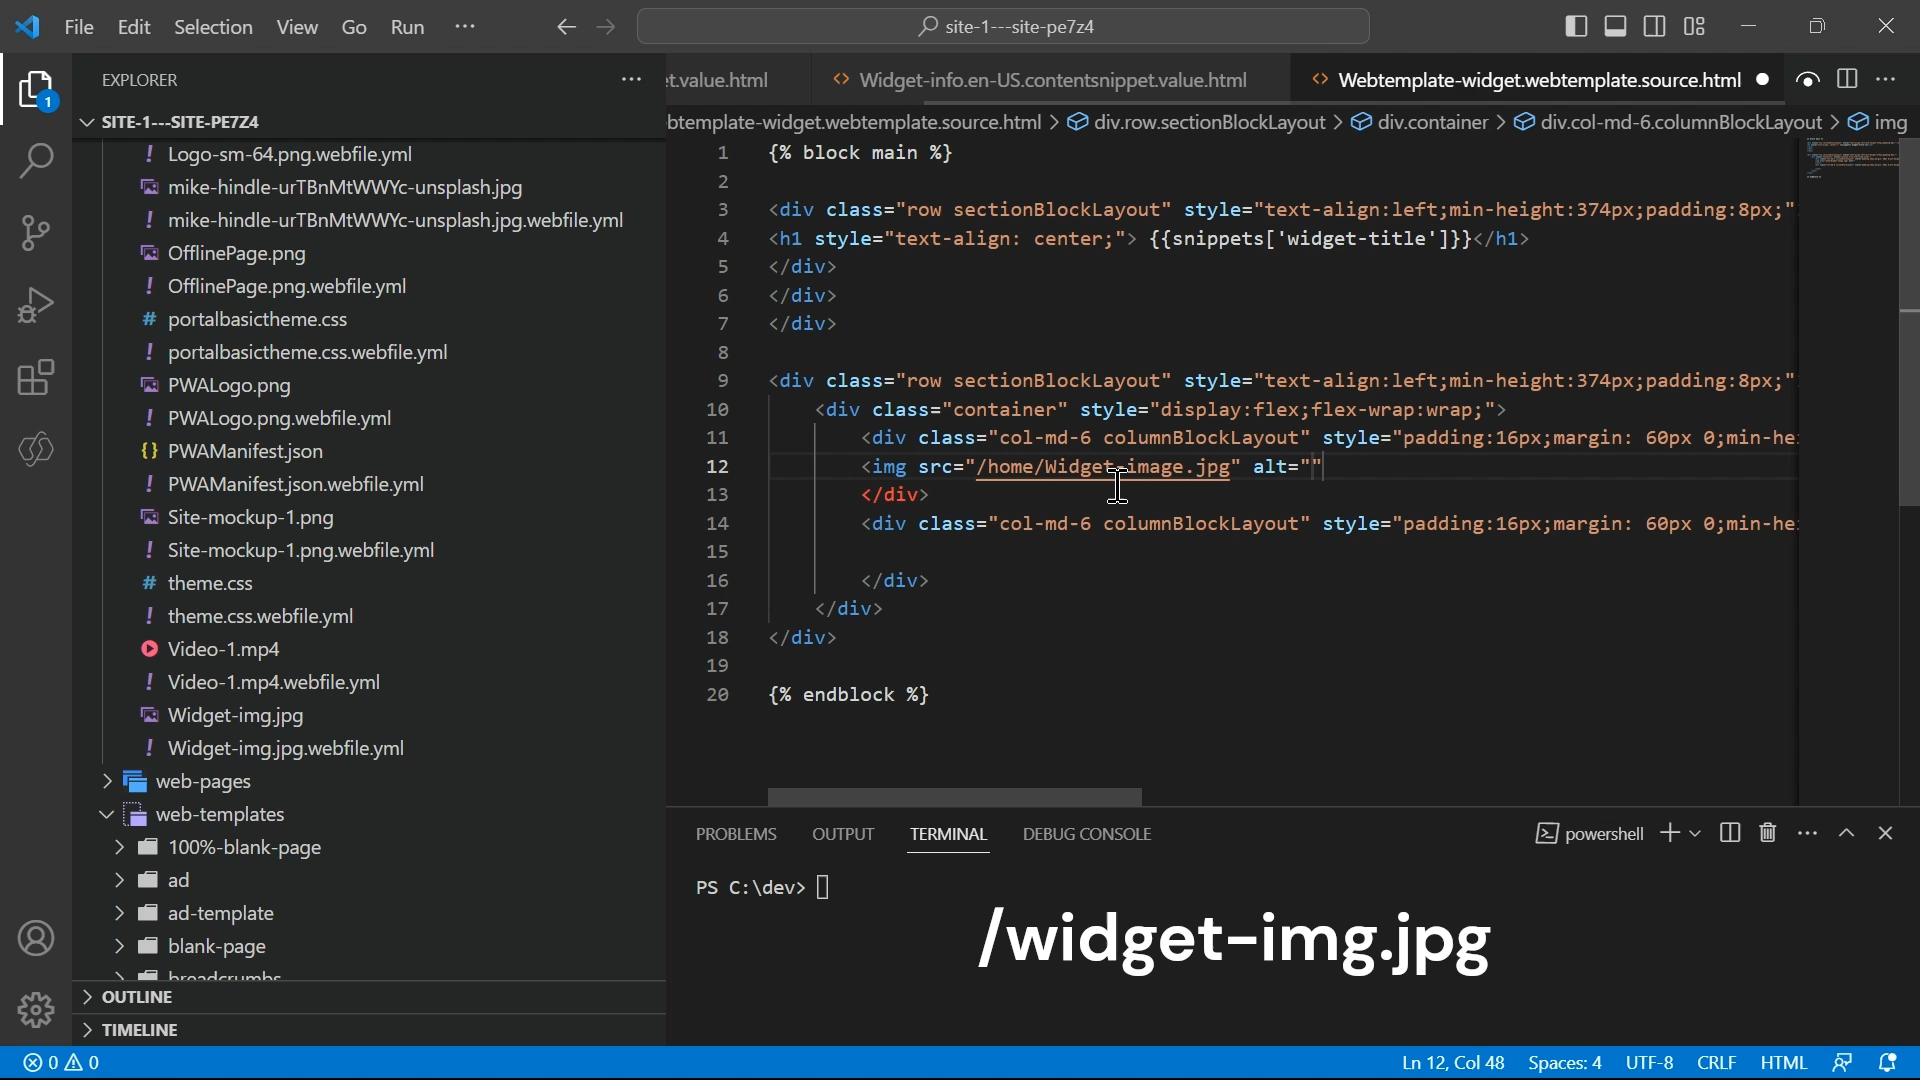 File Edit Selection View Go Run ···
site-1---site-pe7z4
EXPLORER ···
et.value.html
Widget-info.en-US.contentsnippet.value.html
Webtemplate-widget.webtemplate.source.html
SITE-1---SITE-PE7Z4
btemplate-widget.webtemplate.source.html > div.row.sectionBlockLayout > div.container > div.col-md-6.columnBlockLayout > img
Logo-sm-64.png.webfile.yml
mike-hindle-urTBnMtWWYc-unsplash.jpg
mike-hindle-urTBnMtWWYc-unsplash.jpg.webfile.yml
OfflinePage.png
OfflinePage.png.webfile.yml
portalbasictheme.css
portalbasictheme.css.webfile.yml
PWALogo.png
PWALogo.png.webfile.yml
PWAManifest.json
PWAManifest.json.webfile.yml
Site-mockup-1.png
Site-mockup-1.png.webfile.yml
theme.css
theme.css.webfile.yml
Video-1.mp4
Video-1.mp4.webfile.yml
Widget-img.jpg
Widget-img.jpg.webfile.yml
web-pages
web-templates
100%-blank-page
ad
ad-template
blank-page
breadcrumbs
OUTLINE
TIMELINE
1 {% block main %}
2
3 <div class="row sectionBlockLayout" style="text-align:left;min-height:374px;padding:8px;"
4 <h1 style="text-align: center;"> {{snippets['widget-title']}}</h1>
5 </div>
6 </div>
7 </div>
8
9 <div class="row sectionBlockLayout" style="text-align:left;min-height:374px;padding:8px;"
10 <div class="container" style="display:flex;flex-wrap:wrap;">
11 <div class="col-md-6 columnBlockLayout" style="padding:16px;margin: 60px 0;min-he
12 <img src="/home/Widget-image.jpg" alt=""
13 </div>
14 <div class="col-md-6 columnBlockLayout" style="padding:16px;margin: 60px 0;min-he
15
16 </div>
17 </div>
18 </div>
19
20 {% endblock %}
PROBLEMS OUTPUT TERMINAL DEBUG CONSOLE
powershell
PS C:\dev>
/widget-img.jpg
0 0
Ln 12, Col 48 Spaces: 4 UTF-8 CRLF HTML
1